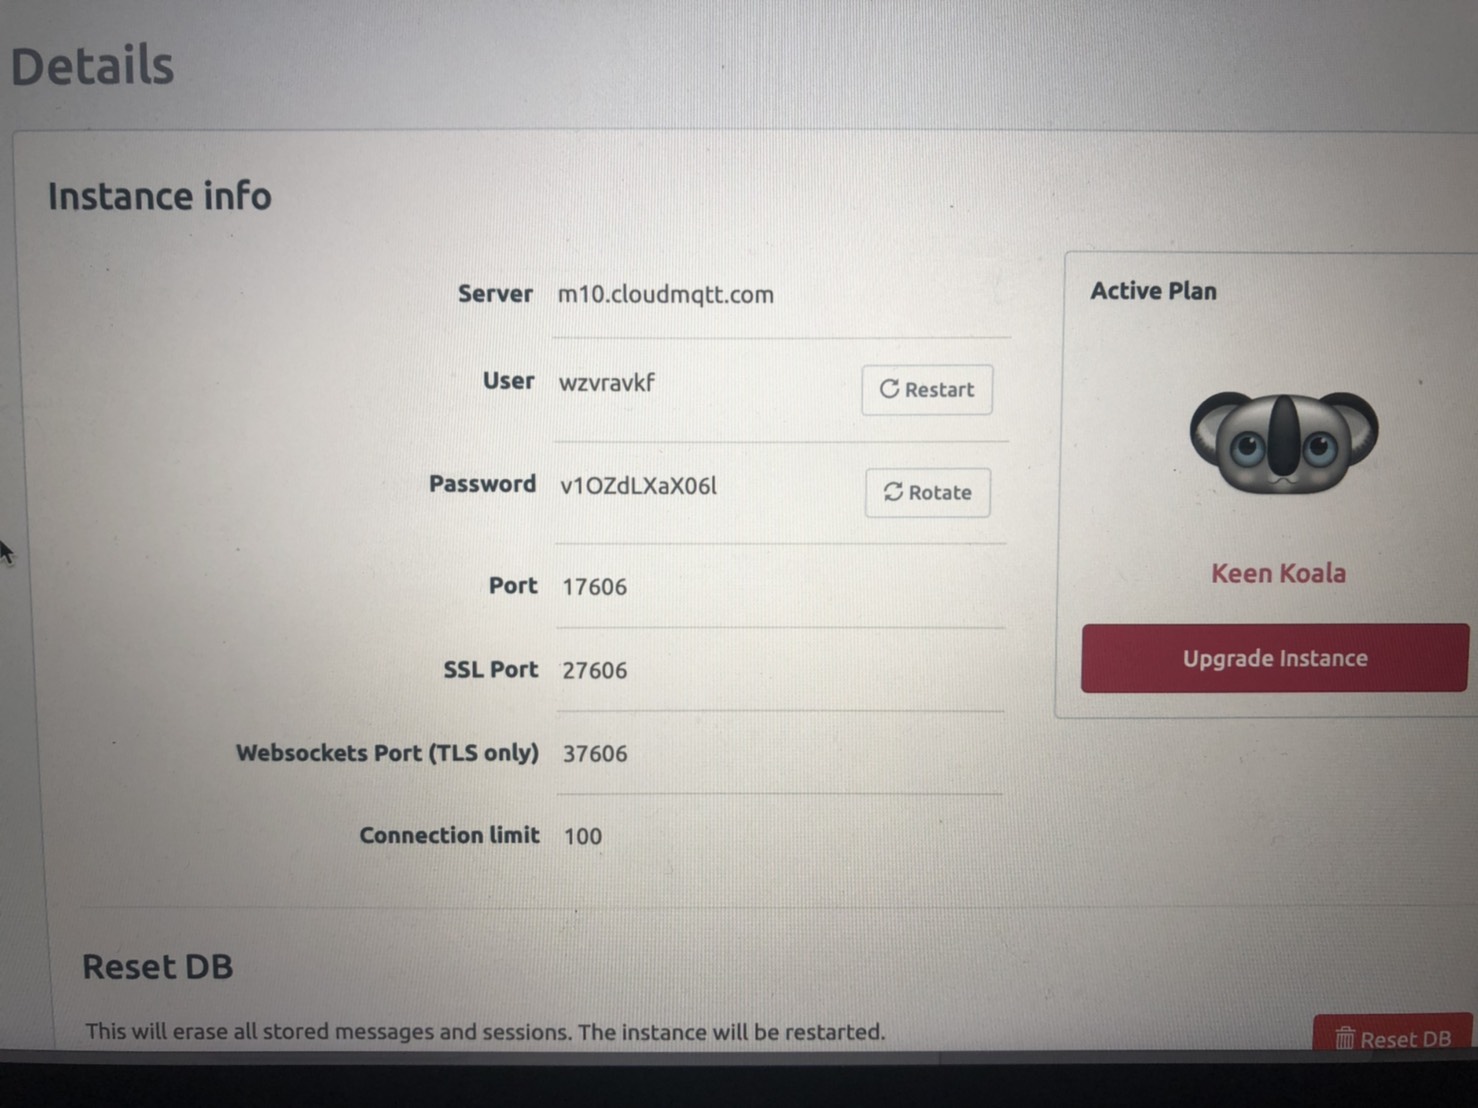 Details
Instance info
Server m10.cloudmqtt.com
User wzvravkf
Restart
Password v1OZdLXaX06l
Rotate
Port 17606
SSL Port 27606
Websockets Port (TLS only) 37606
Connection limit 100
Active Plan
Keen Koala
Upgrade Instance
Reset DB
This will erase all stored messages and sessions. The instance will be restarted.
Reset DB